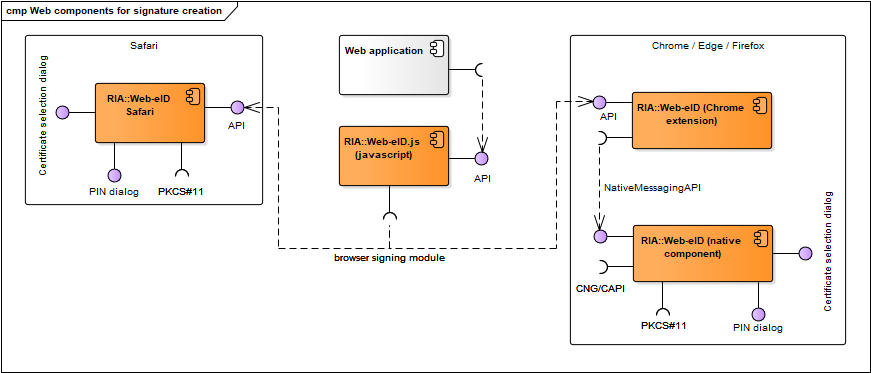 cmp Web components for signature creation
Safari
Certificate selection dialog
RIA::Web-eID
Safari
API
PIN dialog
PKCS#11
Web application
RIA::Web-eID.js
(javascript)
API
browser signing module
Chrome / Edge / Firefox
API
RIA::Web-eID (Chrome
extension)
NativeMessagingAPI
RIA::Web-eID (native
component)
Certificate selection dialog
CNG/CAPI
PKCS#11
PIN dialog